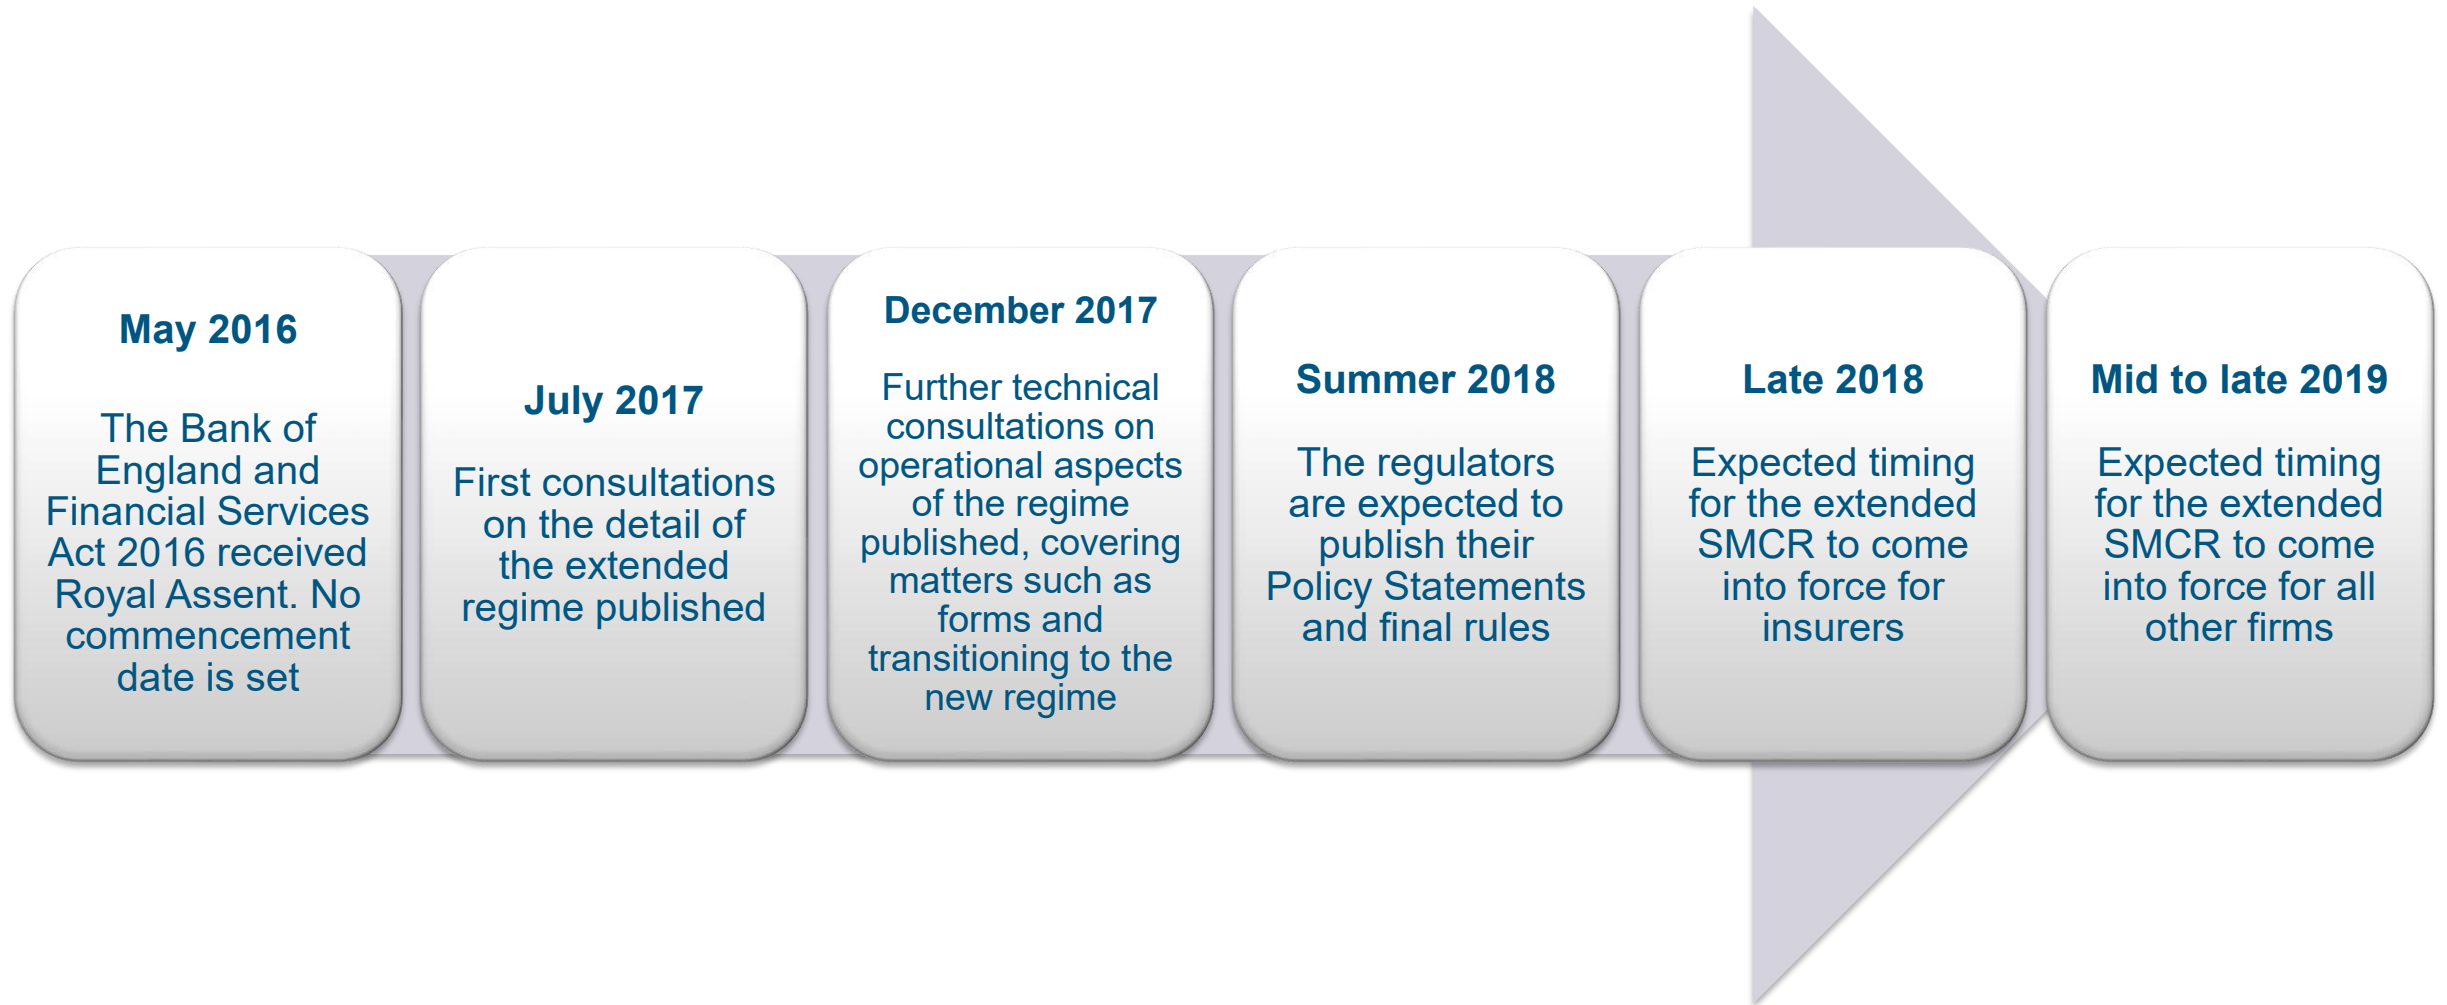 May 2016
The Bank of
England and
Financial Services
Act 2016 received
Royal Assent. No
commencement
date is set
July 2017
First consultations
on the detail of
the extended
regime published
December 2017
Further technical
consultations on
operational aspects
of the regime
published, covering
matters such as
forms and
transitioning to the
new regime
Summer 2018
The regulators
are expected to
publish their
Policy Statements
and final rules
Late 2018
Expected timing
for the extended
SMCR to come
into force for
insurers
Mid to late 2019
Expected timing
for the extended
SMCR to come
into force for all
other firms